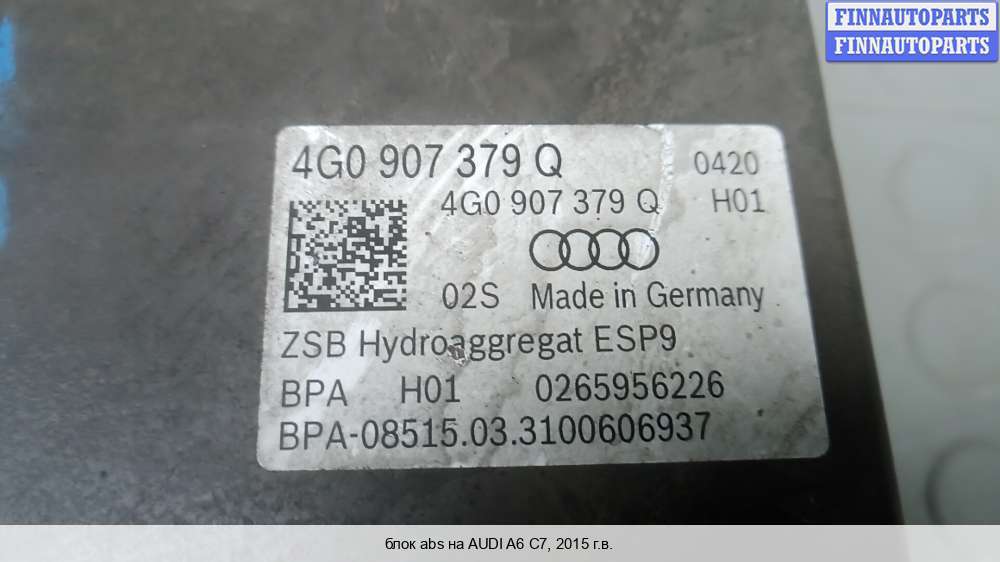 FINNAUTOPARTS
FINNAUTOPARTS
4G0 907 379 Q 0420
4G0 907 379 Q H01
02S Made in Germany
ZSB Hydroaggregat ESP9
BPA H01 0265956226
BPA-08515.03.3100606937
блок abs на AUDI A6 C7, 2015 г.в.